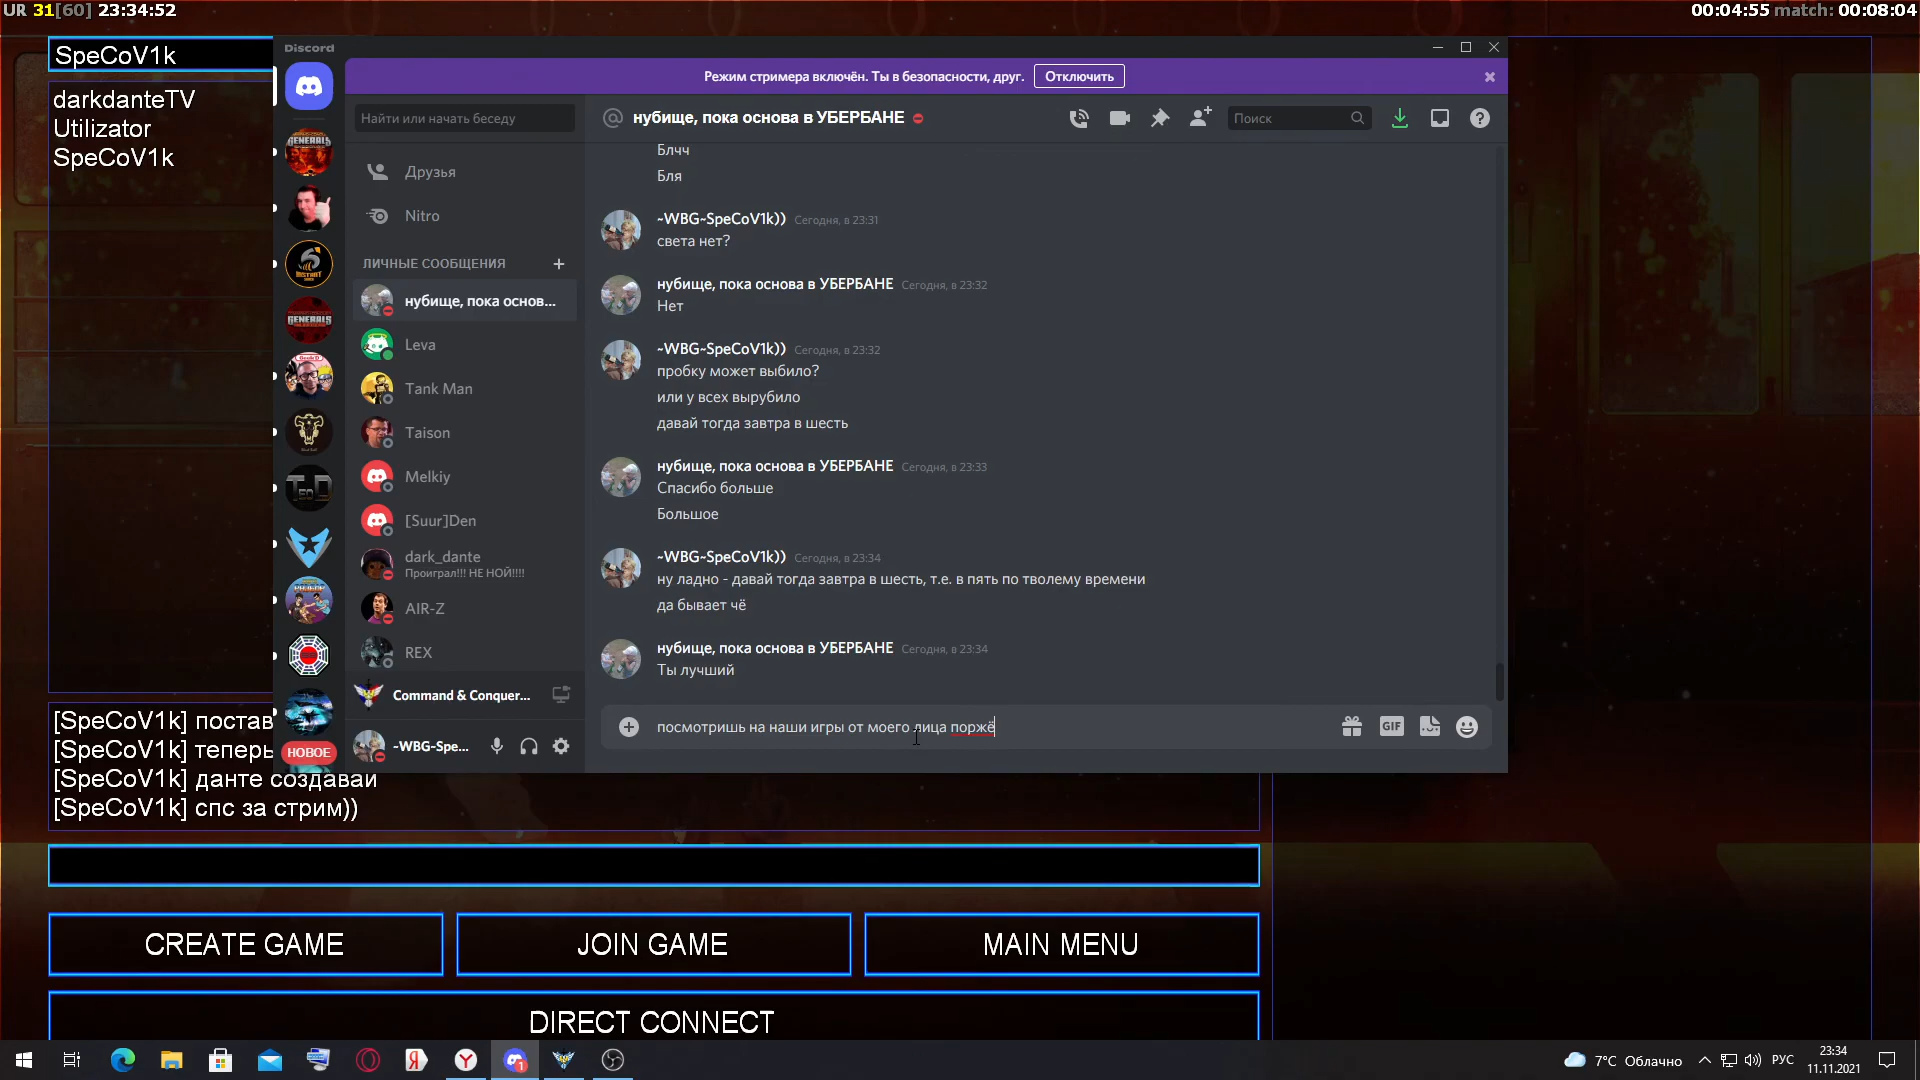 UR 31[60] 23:34:52
00:04:55 match: 00:08:04
SpeCoV1k
darkdanteTV
Utilizator
SpeCoV1k
Discord
Режим стримера включён. Ты в безопасности, друг.
Отключить
Найти или начать беседу
Друзья
Nitro
ЛИЧНЫЕ СООБЩЕНИЯ
нубище, пока основ...
Leva
Tank Man
Taison
Melkiy
[Suur]Den
dark_dante
Проиграл!!! НЕ НОЙ!!!!
AIR-Z
REX
Command & Conquer...
~WBG~Spe...
GENERALS
GENERALS
НОВОЕ
нубище, пока основа в УБЕРБАНЕ
Поиск
Блчч
Бля
~WBG~SpeCoV1k)) Сегодня, в 23:31
света нет?
нубище, пока основа в УБЕРБАНЕ Сегодня, в 23:32
Нет
~WBG~SpeCoV1k)) Сегодня, в 23:32
пробку может выбило?
или у всех вырубило
давай тогда завтра в шесть
нубище, пока основа в УБЕРБАНЕ Сегодня, в 23:33
Спасибо больше
Большое
~WBG~SpeCoV1k)) Сегодня, в 23:34
ну ладно - давай тогда завтра в шесть, т.е. в пять по тволему времени
да бывает чё
нубище, пока основа в УБЕРБАНЕ Сегодня, в 23:34
Ты лучший
посмотришь на наши игры от моего лица поржё
GIF
[SpeCoV1k] постав
[SpeCoV1k] теперь
[SpeCoV1k] данте создавай
[SpeCoV1k] спс за стрим))
CREATE GAME
JOIN GAME
MAIN MENU
DIRECT CONNECT
7°C Облачно
РУС
23:34
11.11.2021